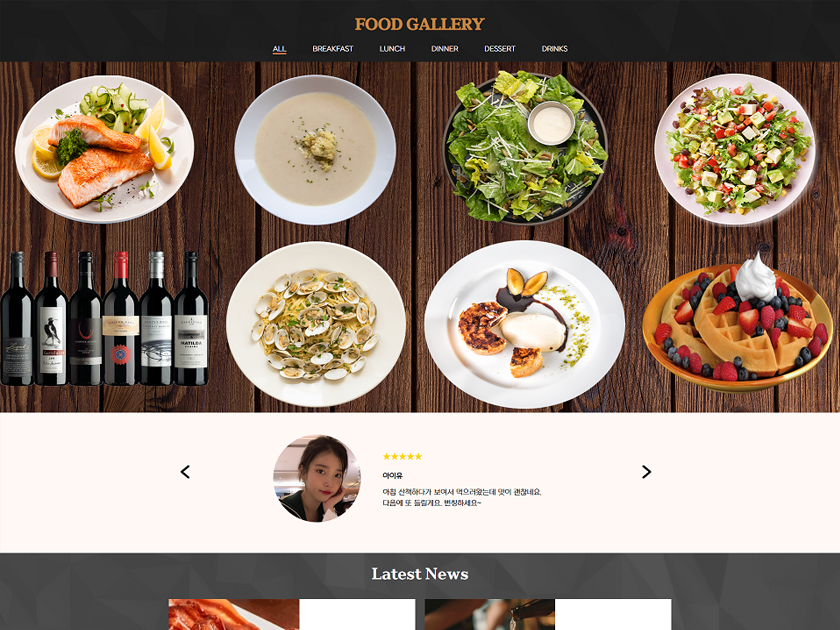 FOOD GALLERY
ALL BREAKFAST LUNCH DINNER DESSERT DRINKS
MATILDA
★★★★★
아이유
아침 산책하다가 보여서 먹으러왔는데 맛이 괜찮네요.
다음에 또 들릴게요. 번창하세요~
Latest News